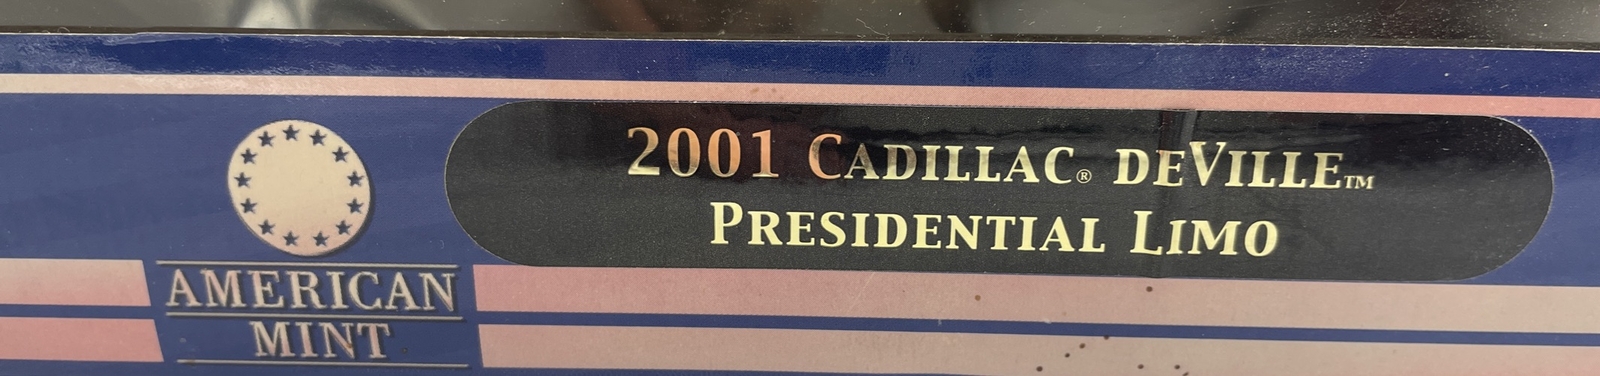 2001 CADILLAC® DEVILLE™
PRESIDENTIAL LIMO
AMERICAN
MINT